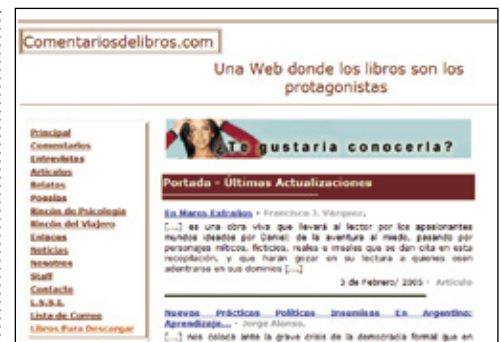 Comentariosdelibros.com
Una Web donde los libros son los
protagonistas
Principal
Comentarios
Entrevistas
Artículos
Relatos
Poesías
Rincón de Psicología
Rincón del Viajero
Enlaces
Noticias
Nosotros
Staff
Contacto
L.S.S.I.
Lista de Correo
Libros Para Descargar
¿Te gustaria conocerla?
Portada - Últimas Actualizaciones
En Mares Extraños - Francisco J. Vázquez.
[...] es una obra viva que llevará al lector por los apasionantes
mundos ideados por Daniel: de la aventura al miedo, pasando por
personajes míticos, ficticios, reales e irreales que se dan cita en esta
recopilación, y que harán gozar en su lectura a quienes osen
adentrarse en sus dominios [...]
3 de Febrero/ 2005 - Artículo
Nuevas Prácticas Políticas Insumisas En Argentina:
Aprendizaje... - Jorge Alonso.
[...] nos coloca ante la grave crisis de la democracia formal que en